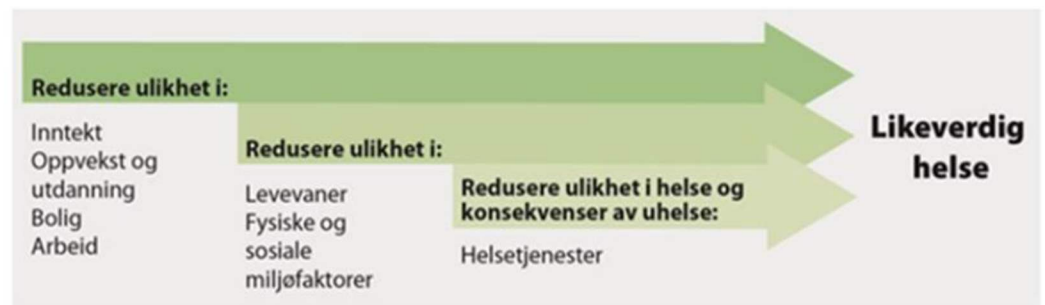 Redusere ulikhet i:
Inntekt
Oppvekst og
utdanning
Bolig
Arbeid
Redusere ulikhet i:
Levevaner
Fysiske og
sosiale
miljøfaktorer
Redusere ulikhet i helse og
konsekvenser av uhelse:
Helsetjenester
Likeverdig
helse